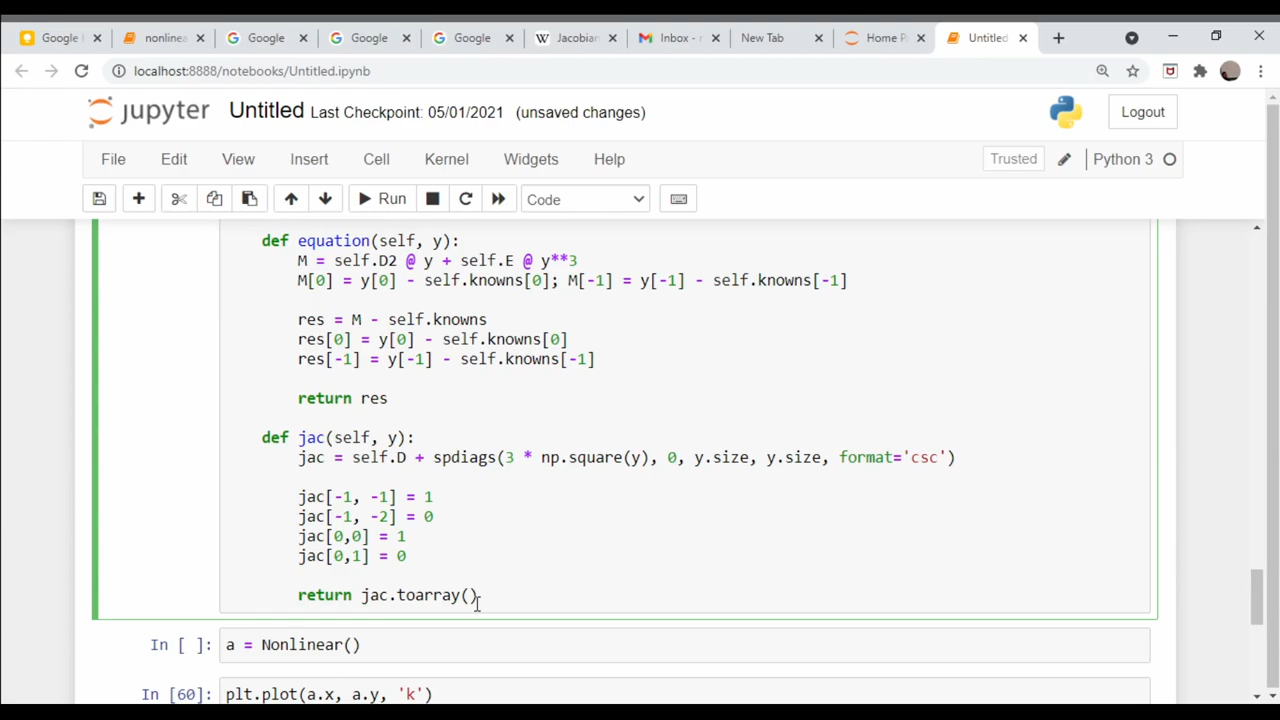 Google | nonlinea Google Google Google Jacobian Inbox - r New Tab Home P Untitled
localhost:8888/notebooks/Untitled.ipynb
jupyter Untitled Last Checkpoint: 05/01/2021 (unsaved changes) Logout
File Edit View Insert Cell Kernel Widgets Help Trusted Python 3
Run Code
def equation(self, y):
M = self.D2 @ y + self.E @ y**3
M[0] = y[0] - self.knowns[0]; M[-1] = y[-1] - self.knowns[-1]
res = M - self.knowns
res[0] = y[0] - self.knowns[0]
res[-1] = y[-1] - self.knowns[-1]
return res
def jac(self, y):
jac = self.D + spdiags(3 * np.square(y), 0, y.size, y.size, format='csc')
jac[-1, -1] = 1
jac[-1, -2] = 0
jac[0,0] = 1
jac[0,1] = 0
return jac.toarray()
In [ ]: a = Nonlinear()
In [60]: plt.plot(a.x, a.y, 'k')